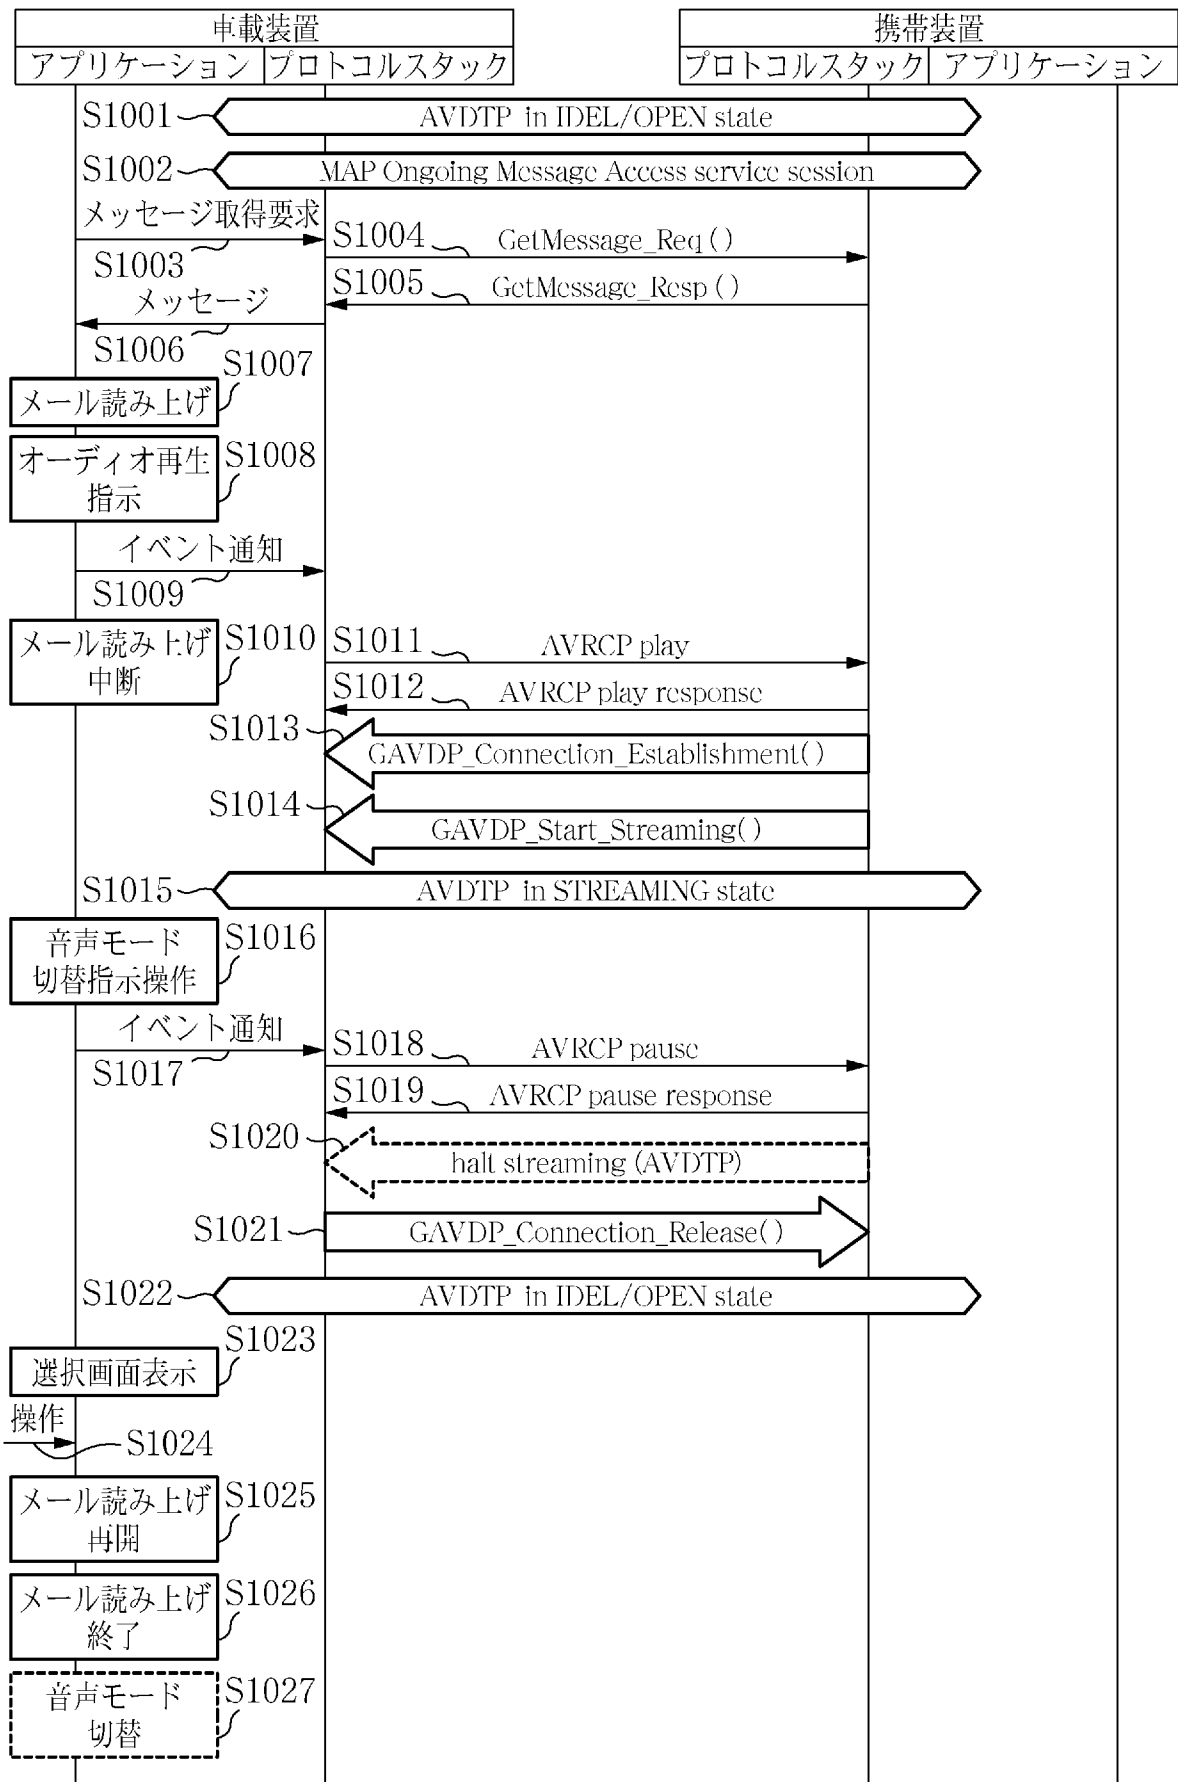 車載装置
携帯装置
アプリケーション
プロトコルスタック
プロトコルスタック
アプリケーション
S1001
AVDTP in IDEL/OPEN state
S1002
MAP Ongoing Message Access service session
メッセージ取得要求
S1003
S1004
GetMessage_Req ( )
S1005
GetMessage_Resp ( )
メッセージ
S1006
S1007
メール読み上げ
オーディオ再生
指示
S1008
イベント通知
S1009
メール読み上げ
中断
S1010
S1011
AVRCP play
S1012
AVRCP play response
S1013
GAVDP_Connection_Establishment( )
S1014
GAVDP_Start_Streaming( )
S1015
AVDTP in STREAMING state
音声モード
切替指示操作
S1016
イベント通知
S1017
S1018
AVRCP pause
S1019
AVRCP pause response
S1020
halt streaming (AVDTP)
S1021
GAVDP_Connection_Release( )
S1022
AVDTP in IDEL/OPEN state
S1023
選択画面表示
操作
S1024
メール読み上げ
再開
S1025
メール読み上げ
終了
S1026
音声モード
切替
S1027